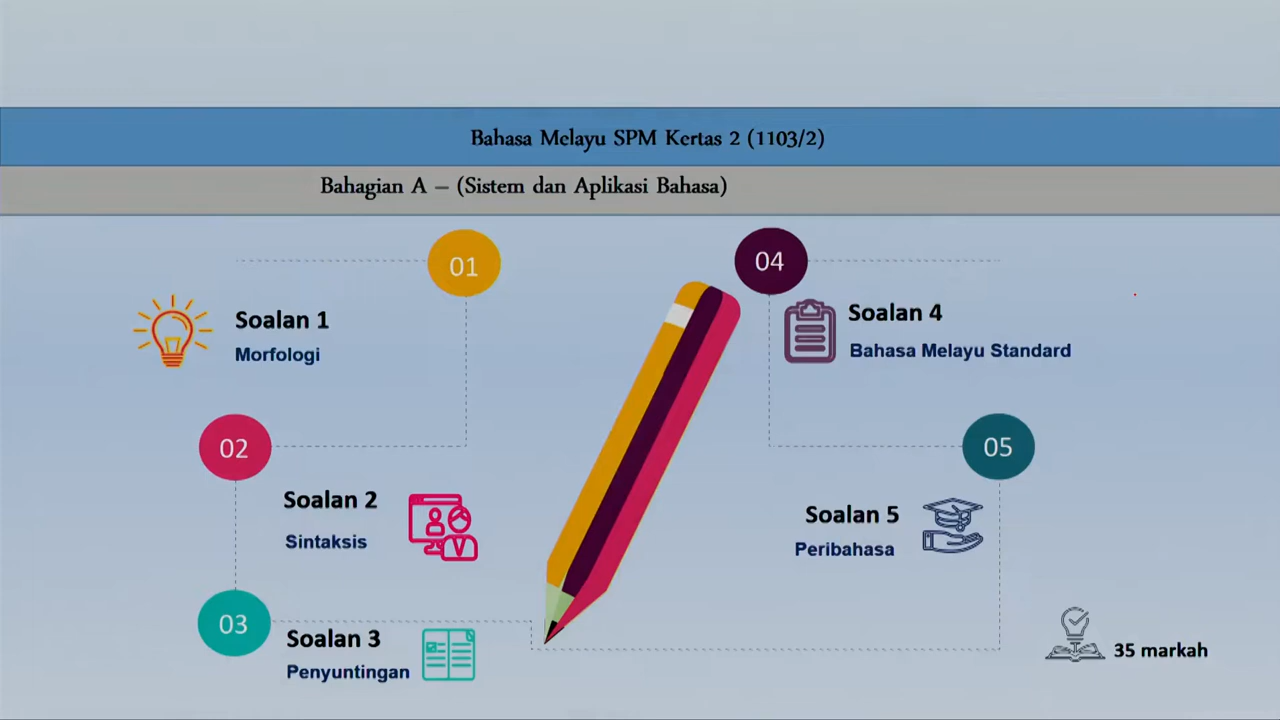 Bahasa Melayu SPM Kertas 2 (1103/2)
Bahagian A – (Sistem dan Aplikasi Bahasa)
01
Soalan 1
Morfologi
02
Soalan 2
Sintaksis
03
Soalan 3
Penyuntingan
04
Soalan 4
Bahasa Melayu Standard
05
Soalan 5
Peribahasa
35 markah